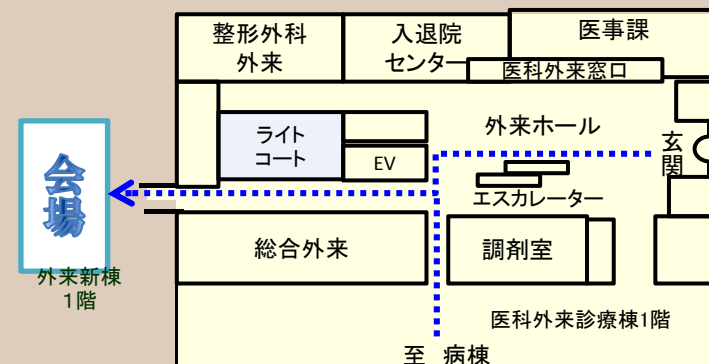 整形外科
外来
入退院
センター
医事課
医科外来窓口
ライト
コート
EV
外来ホール
玄関
エスカレーター
会場
外来新棟
1階
総合外来
調剤室
医科外来診療棟1階
至 病棟